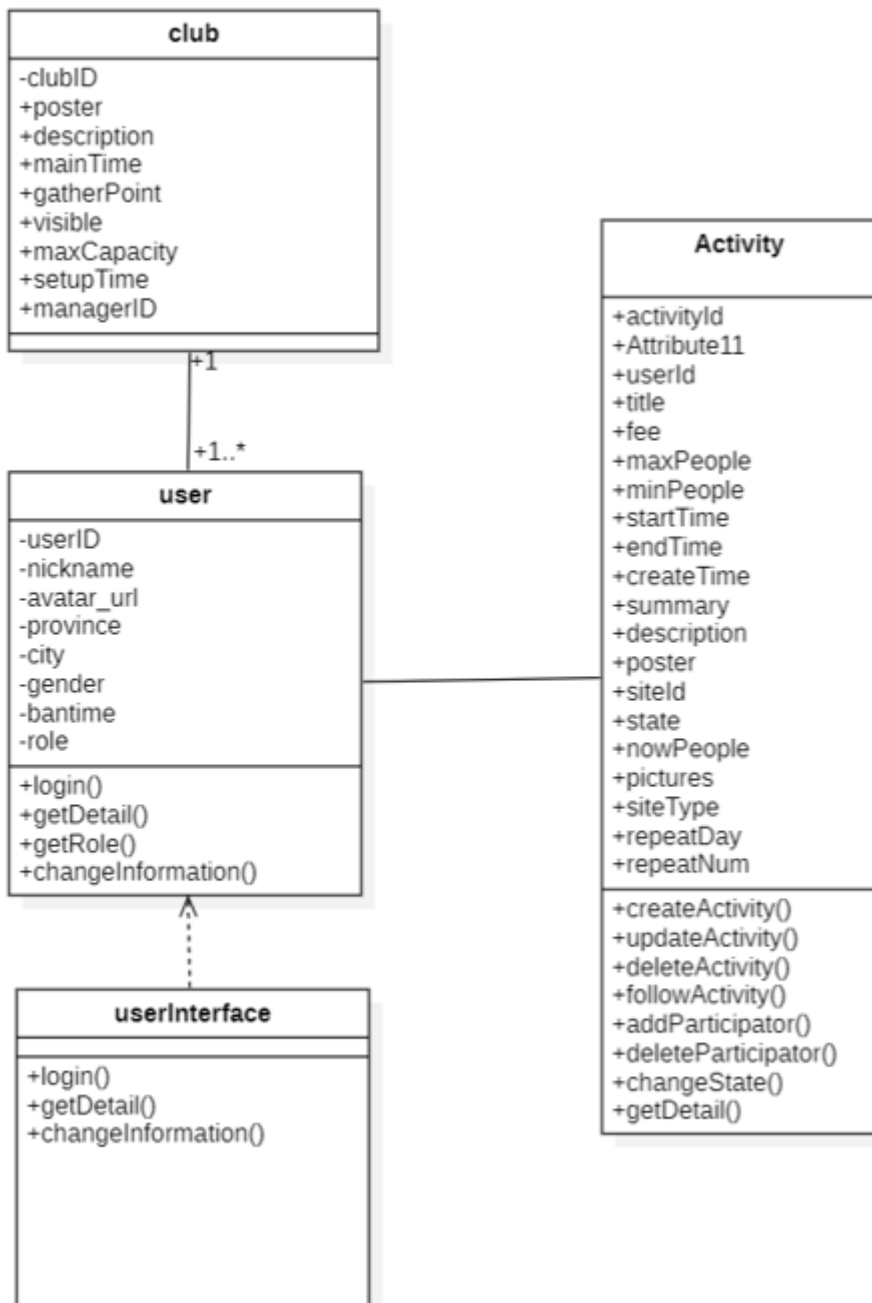 club
-clubID
+poster
+description
+mainTime
+gatherPoint
+visible
+maxCapacity
+setupTime
+managerID
+1
+1..*
user
-userID
-nickname
-avatar_url
-province
-city
-gender
-bantime
-role
+login()
+getDetail()
+getRole()
+changeInformation()
userInterface
+login()
+getDetail()
+changeInformation()
Activity
+activityId
+Attribute11
+userId
+title
+fee
+maxPeople
+minPeople
+startTime
+endTime
+createTime
+summary
+description
+poster
+siteId
+state
+nowPeople
+pictures
+siteType
+repeatDay
+repeatNum
+createActivity()
+updateActivity()
+deleteActivity()
+followActivity()
+addParticipator()
+deleteParticipator()
+changeState()
+getDetail()